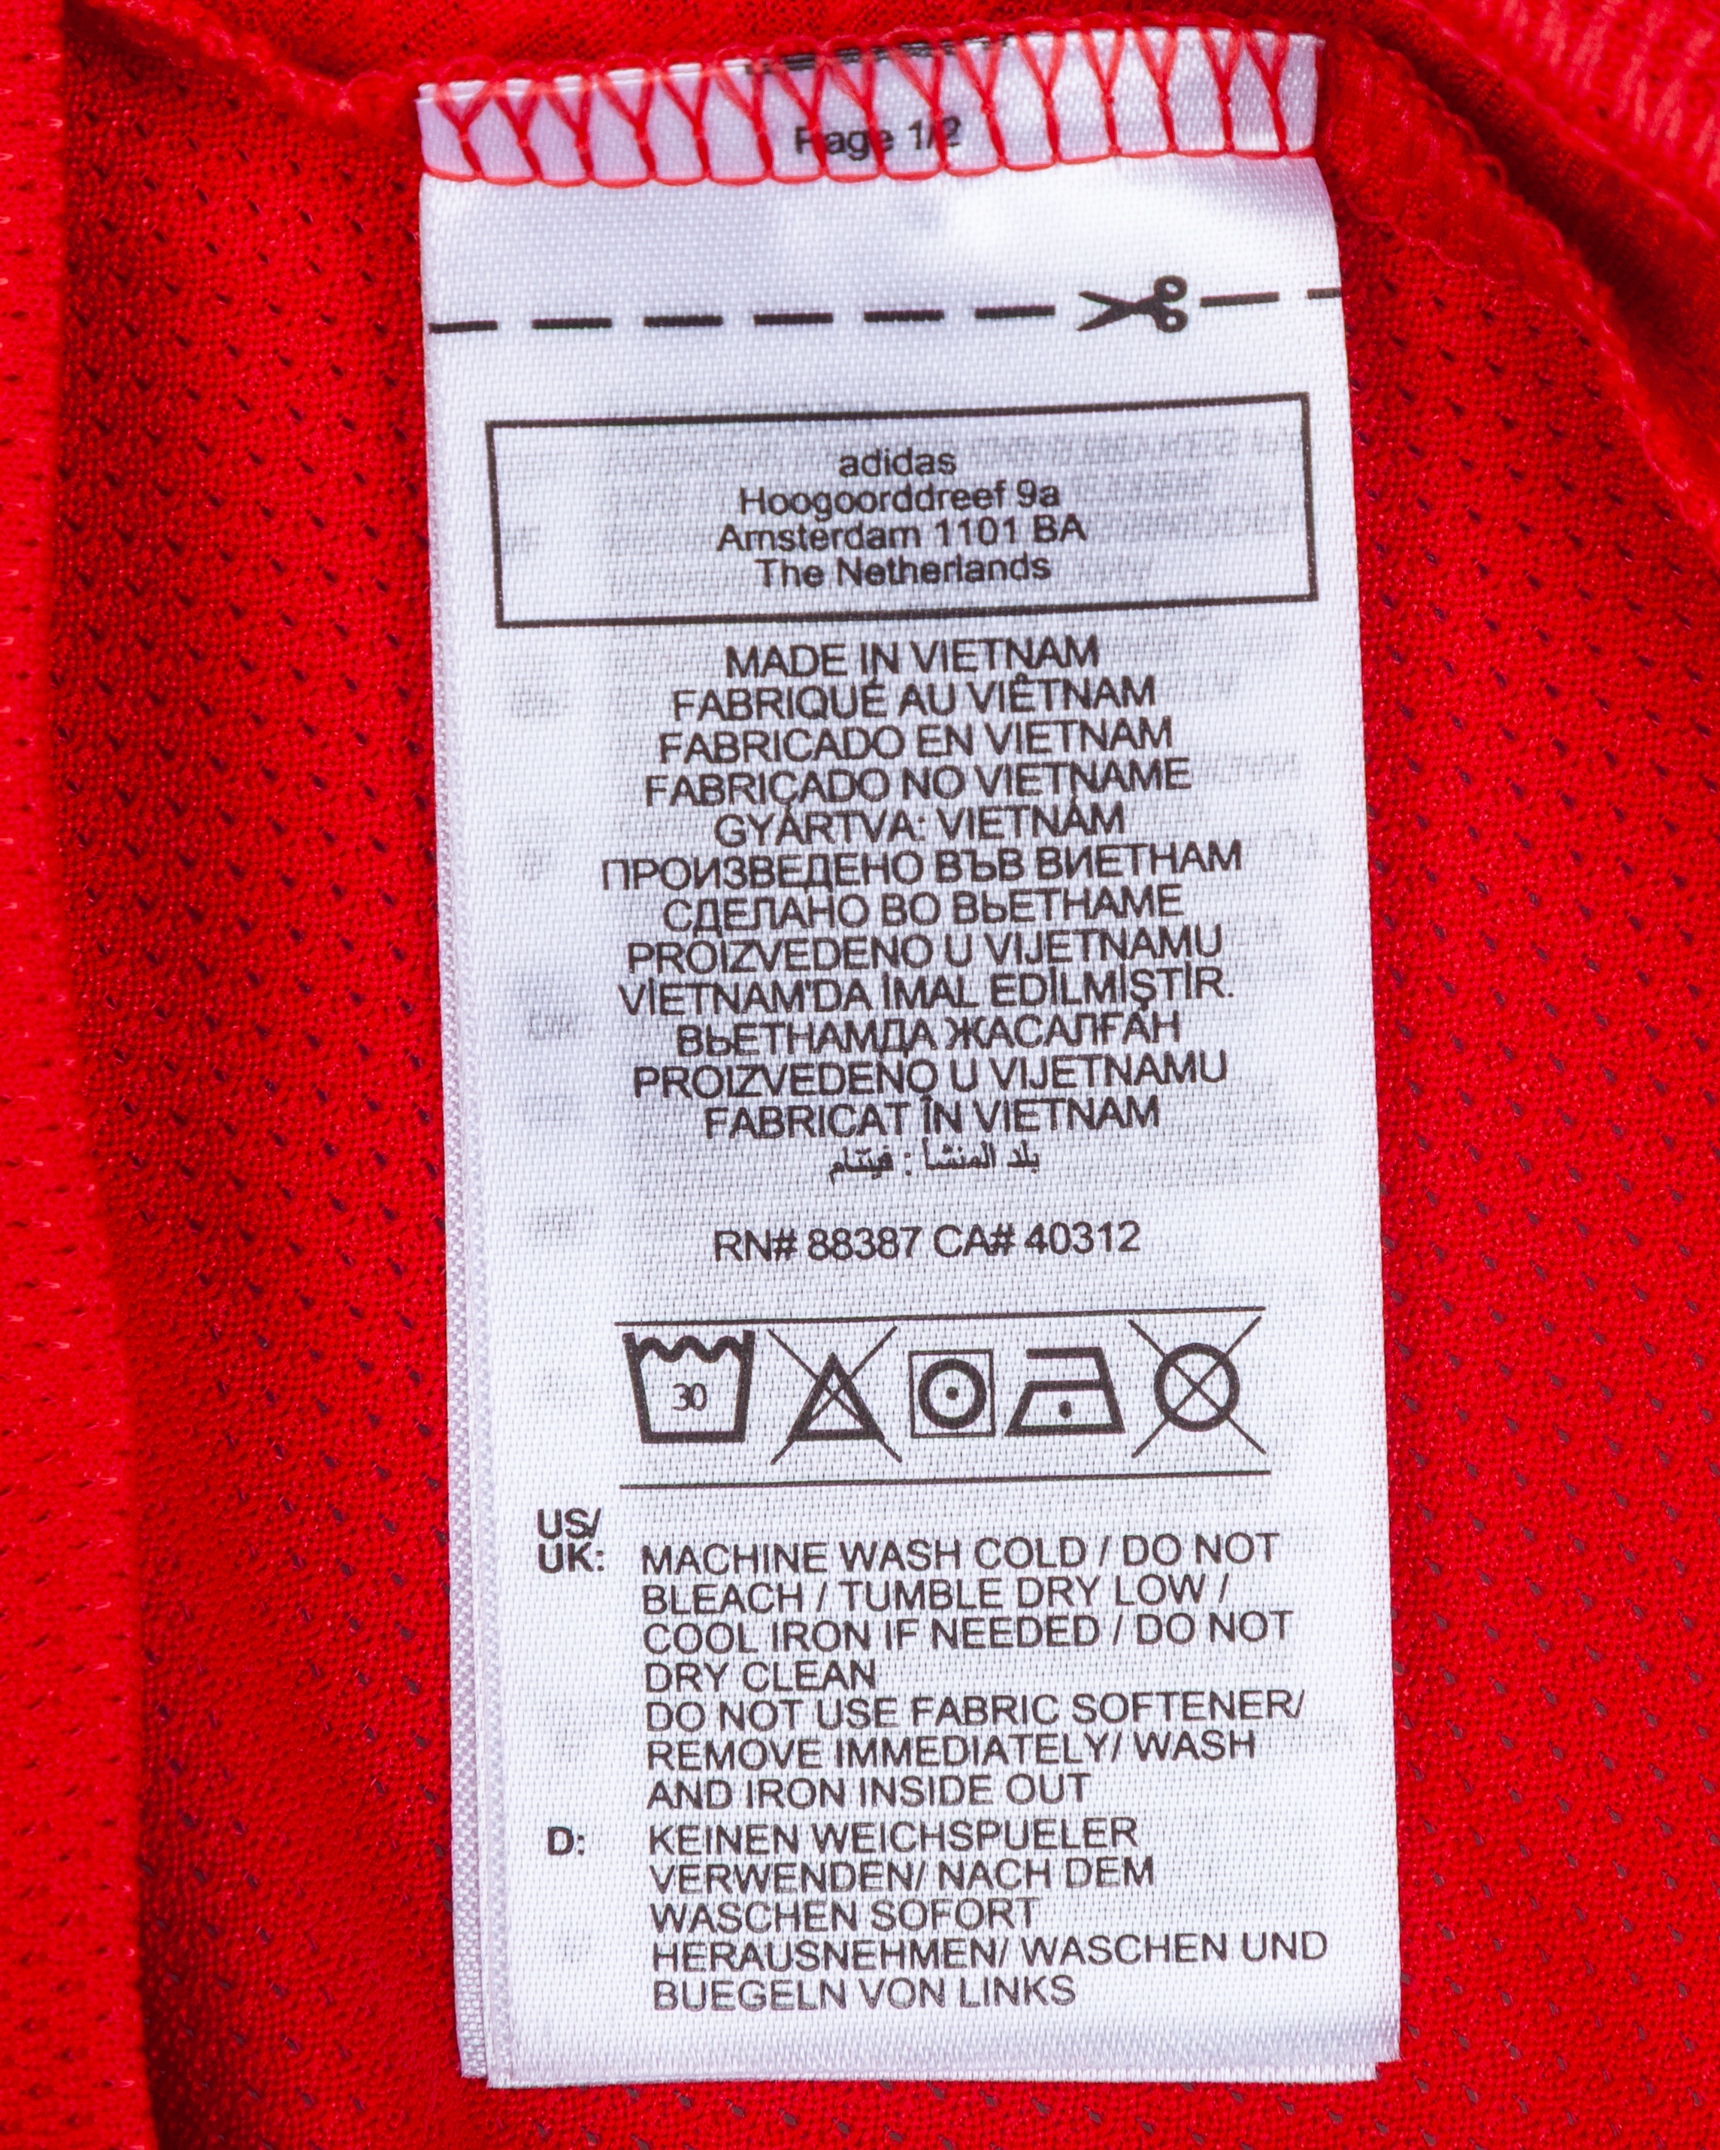 Page 1/2
adidas
Hoogoorddreef 9a
Amsterdam 1101 BA
The Netherlands
MADE IN VIETNAM
FABRIQUÉ AU VIÊTNAM
FABRICADO EN VIETNAM
FABRICADO NO VIETNAME
GYÁRTVA: VIETNÁM
ПРОИЗВЕДЕНО ВЪВ ВИЕТНАМ
СДЕЛАНО ВО ВЬЕТНАМЕ
PROIZVEDENO U VIJETNAMU
VİETNAM'DA İMAL EDİLMİŞTİR.
ВЬЕТНАМДА ЖАСАЛҒАН
PROIZVEDENO U VIJETNAMU
FABRICAT ÎN VIETNAM
بلد المنشأ : فيتنام
RN# 88387 CA# 40312
30
US/
UK: MACHINE WASH COLD / DO NOT
BLEACH / TUMBLE DRY LOW /
COOL IRON IF NEEDED / DO NOT
DRY CLEAN
DO NOT USE FABRIC SOFTENER/
REMOVE IMMEDIATELY/ WASH
AND IRON INSIDE OUT
D: KEINEN WEICHSPUELER
VERWENDEN/ NACH DEM
WASCHEN SOFORT
HERAUSNEHMEN/ WASCHEN UND
BUEGELN VON LINKS